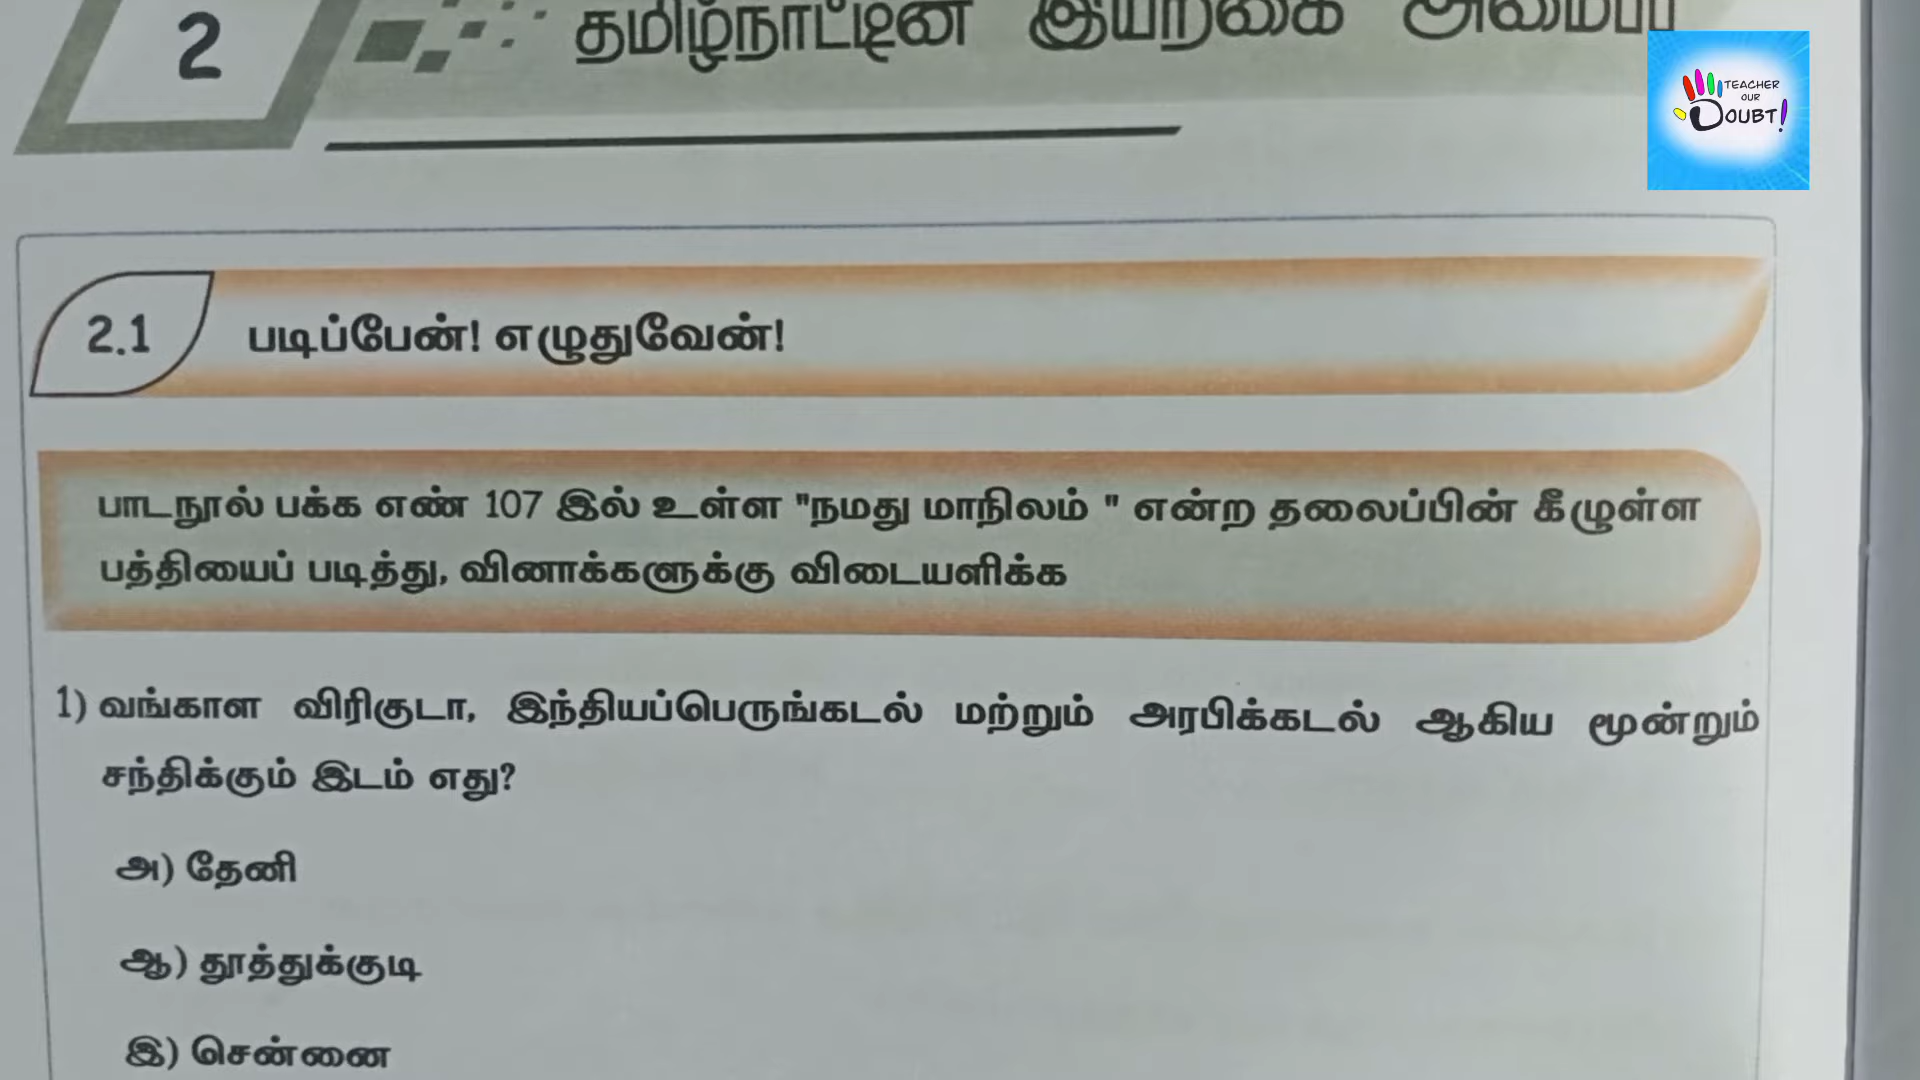 2
தமிழ்நாட்டின் இயற்கை அமைப்பு
TEACHER
OUR
DOUBT!
2.1 படிப்பேன்! எழுதுவேன்!
பாடநூல் பக்க எண் 107 இல் உள்ள "நமது மாநிலம் " என்ற தலைப்பின் கீழுள்ள
பத்தியைப் படித்து, வினாக்களுக்கு விடையளிக்க
1) வங்காள விரிகுடா, இந்தியப்பெருங்கடல் மற்றும் அரபிக்கடல் ஆகிய மூன்றும்
சந்திக்கும் இடம் எது?
அ) தேனி
ஆ) தூத்துக்குடி
இ) சென்னை